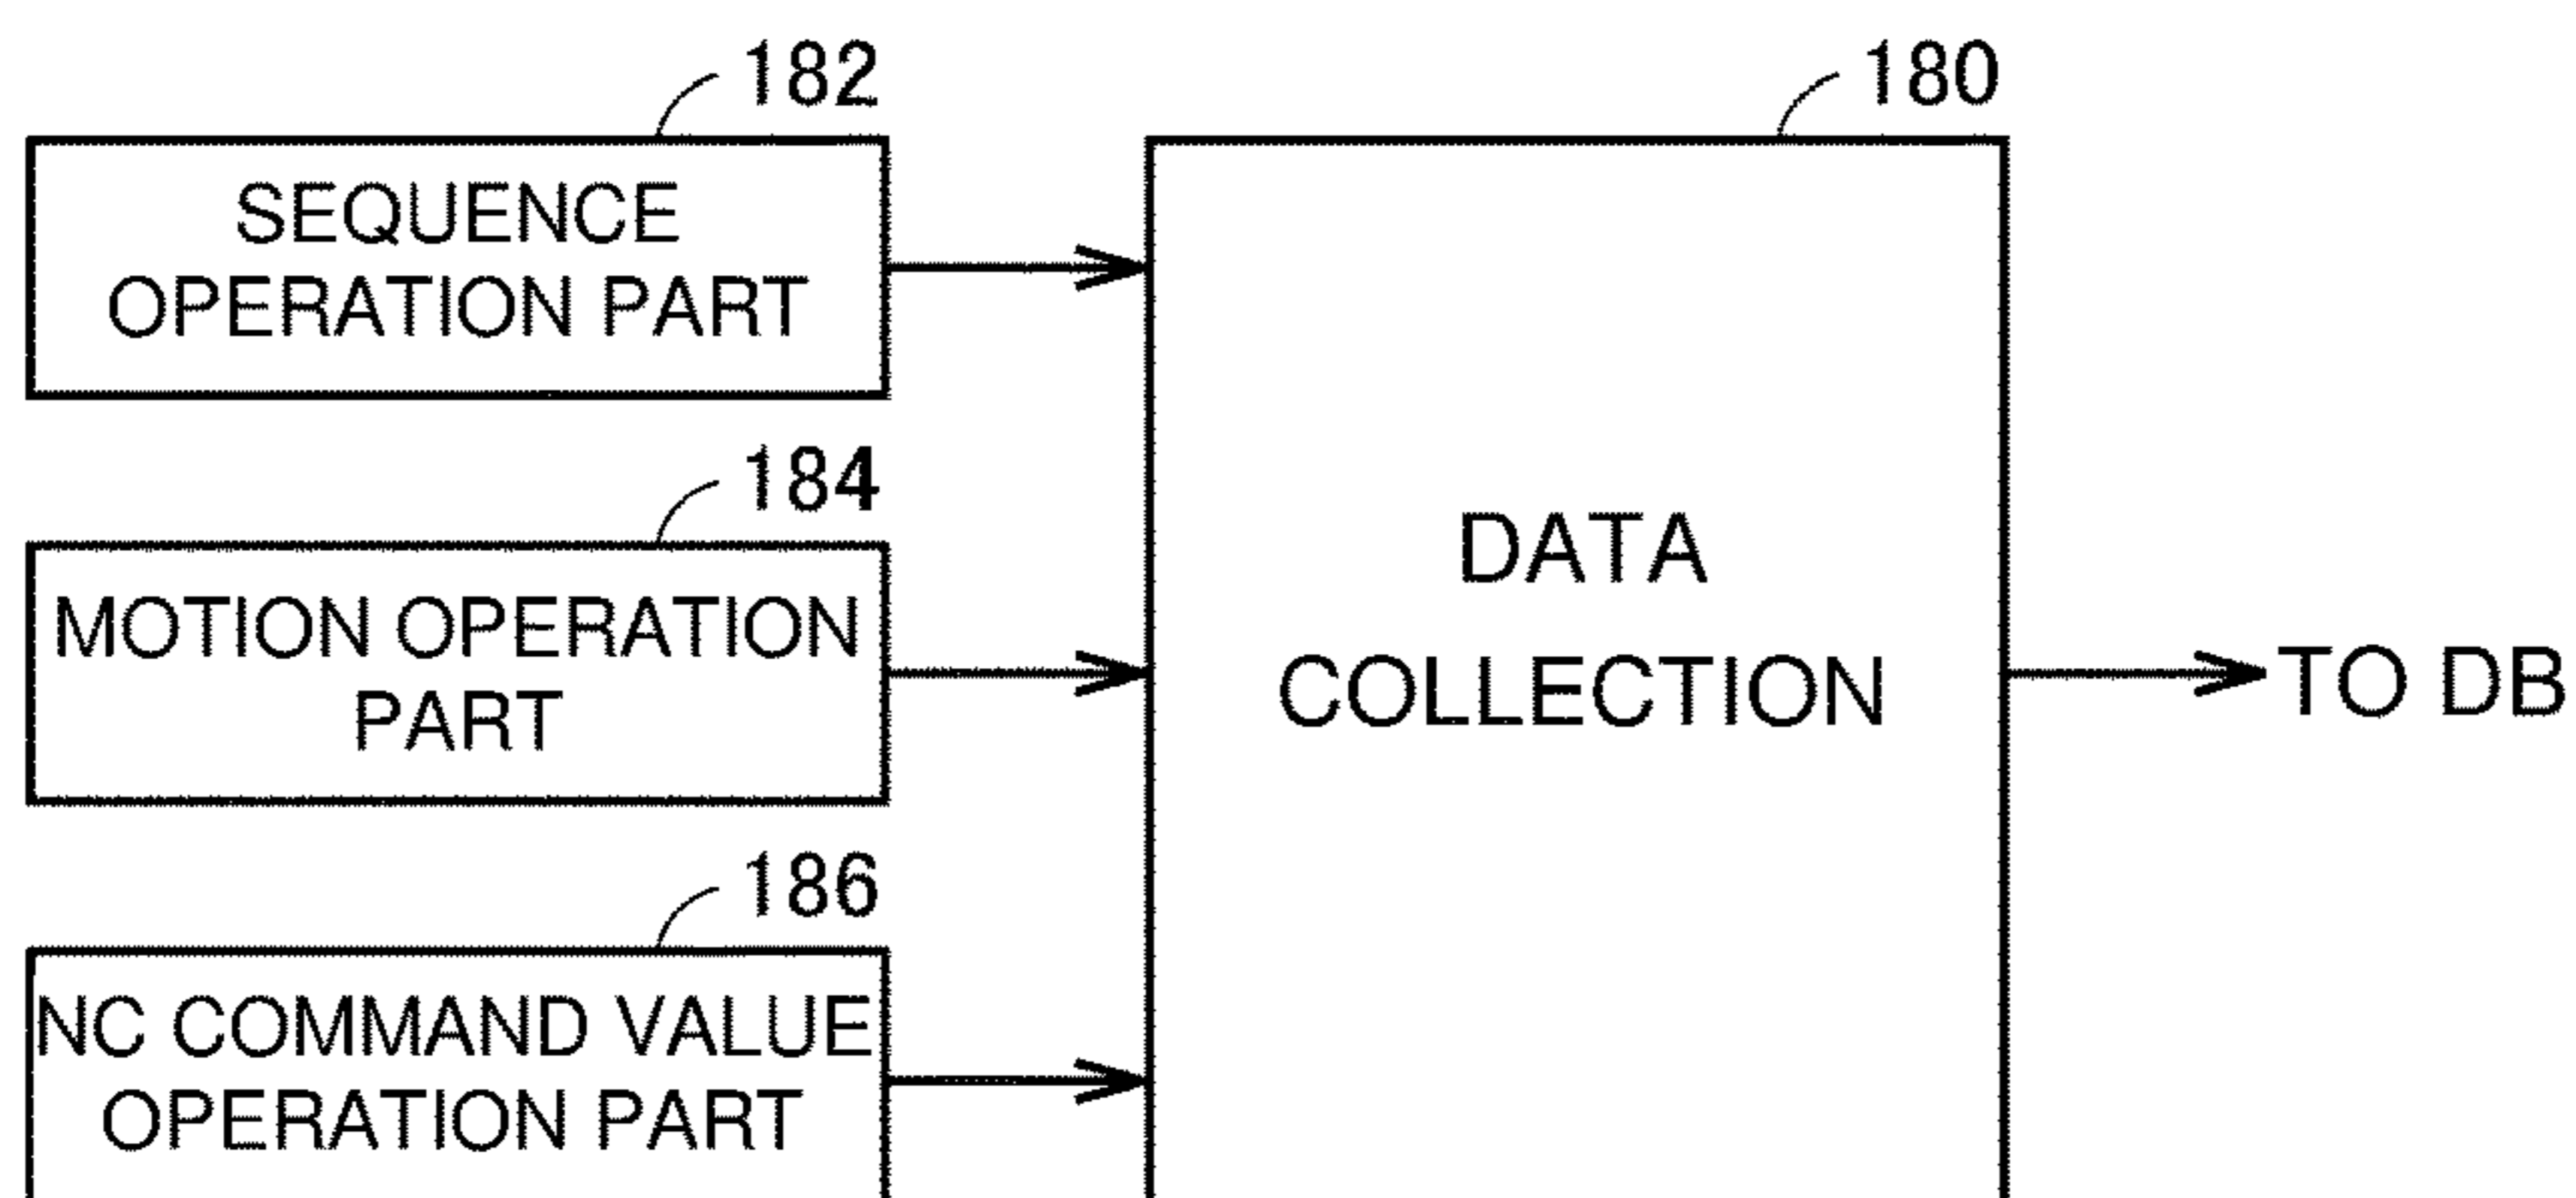 182
SEQUENCE
OPERATION PART
184
MOTION OPERATION
PART
186
NC COMMAND VALUE
OPERATION PART
180
DATA
COLLECTION
TO DB